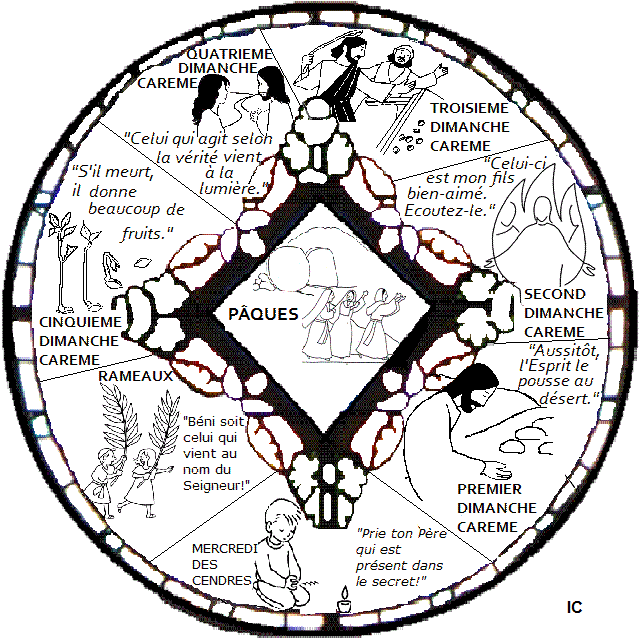 QUATRIEME
DIMANCHE
CAREME
"Celui qui agit selon
la vérité vient
à la
lumière."
TROISIEME
DIMANCHE
CAREME
"Celui-ci
est mon fils
bien-aimé.
Ecoutez-le."
SECOND
DIMANCHE
CAREME
"S'il meurt,
il donne
beaucoup de
fruits."
CINQUIEME
DIMANCHE
CAREME
PÂQUES
"Aussitôt,
l'Esprit le
pousse au
désert."
PREMIER
DIMANCHE
CAREME
RAMEAUX
"Béni soit
celui qui
vient au
nom du
Seigneur!"
MERCREDI
DES
CENDRES
"Prie ton Père
qui est
présent dans
le secret!"
IC